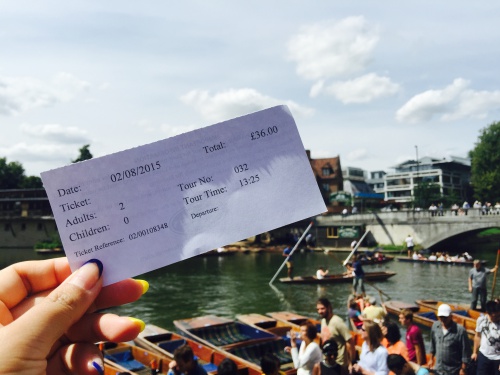 Date: 02/08/2015 Total: £36.00
Ticket:
Adults: 2 Tour No: 032
Children: 0 Tour Time: 13:25
Ticket Reference: 02/00108348 Departure: